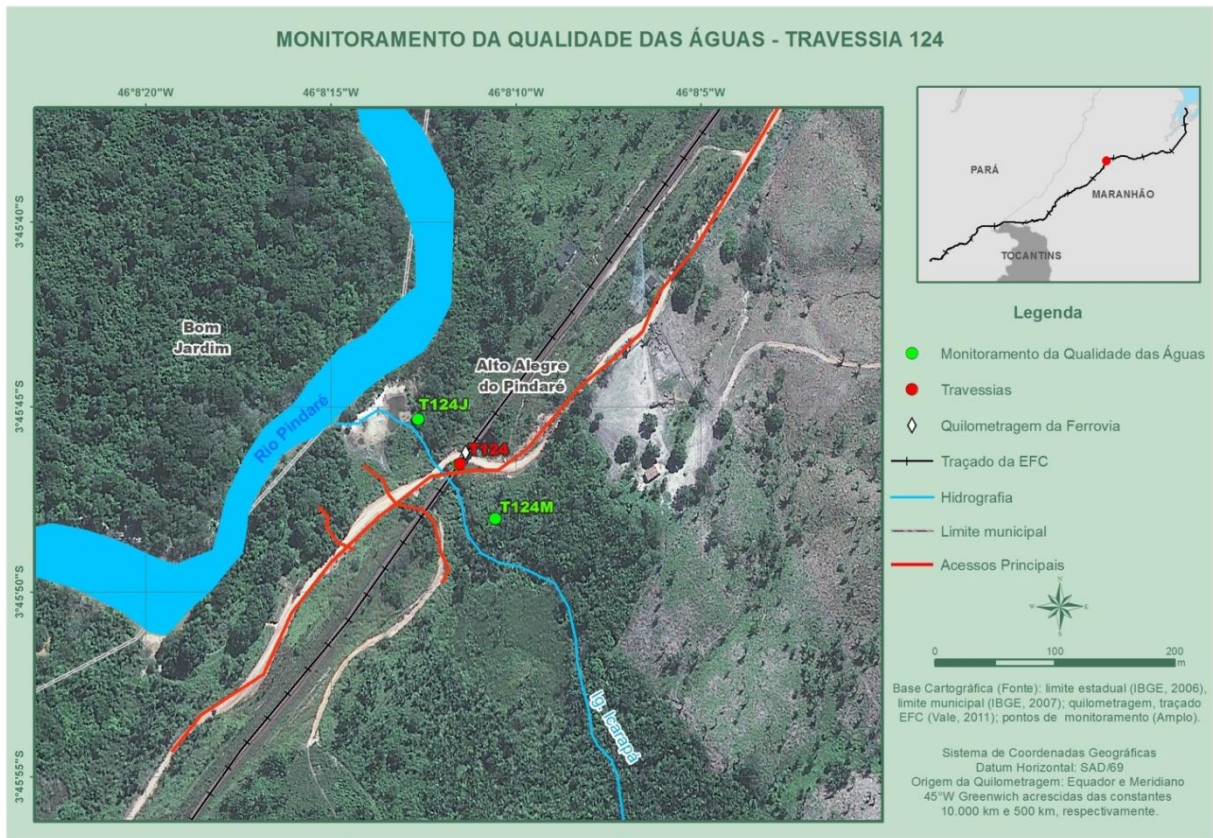 MONITORAMENTO DA QUALIDADE DAS ÁGUAS - TRAVESSIA 124
46°8'20"W 46°8'15"W 46°8'10"W 46°8'5"W
3°45'40"S
3°45'45"S
3°45'50"S
3°45'55"S
Bom
Jardim
Rio Pindaré
Alto Alegre
do Pindaré
T124J
T124
T124M
Ig. Icarapá
PARÁ
MARANHÃO
TOCANTINS
Legenda
Monitoramento da Qualidade das Águas
Travessias
Quilometragem da Ferrovia
Traçado da EFC
Hidrografia
Limite municipal
Acessos Principais
N
W E
S
0 100 200
m
Base Cartográfica (Fonte): limite estadual (IBGE, 2006),
limite municipal (IBGE, 2007); quilometragem, traçado
EFC (Vale, 2011); pontos de monitoramento (Amplo).
Sistema de Coordenadas Geográficas
Datum Horizontal: SAD/69
Origem da Quilometragem: Equador e Meridiano
45°W Greenwich acrescidas das constantes
10.000 km e 500 km, respectivamente.